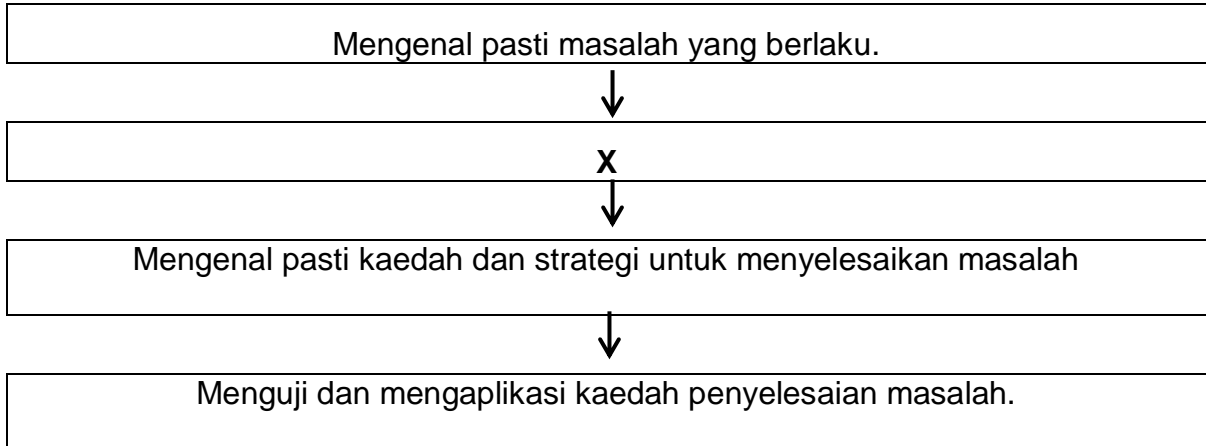 Mengenal pasti masalah yang berlaku.
X
Mengenal pasti kaedah dan strategi untuk menyelesaikan masalah
Menguji dan mengaplikasi kaedah penyelesaian masalah.